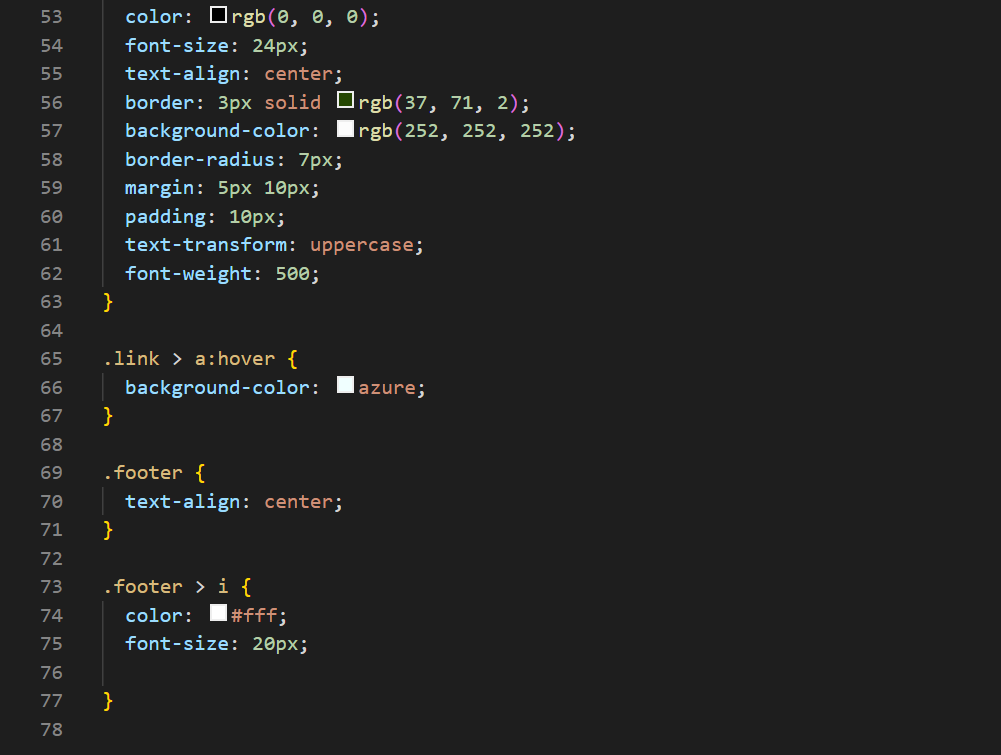 53 color: rgb(0, 0, 0);
54 font-size: 24px;
55 text-align: center;
56 border: 3px solid rgb(37, 71, 2);
57 background-color: rgb(252, 252, 252);
58 border-radius: 7px;
59 margin: 5px 10px;
60 padding: 10px;
61 text-transform: uppercase;
62 font-weight: 500;
63 }
64
65 .link > a:hover {
66 background-color: azure;
67 }
68
69 .footer {
70 text-align: center;
71 }
72
73 .footer > i {
74 color: #fff;
75 font-size: 20px;
76
77 }
78